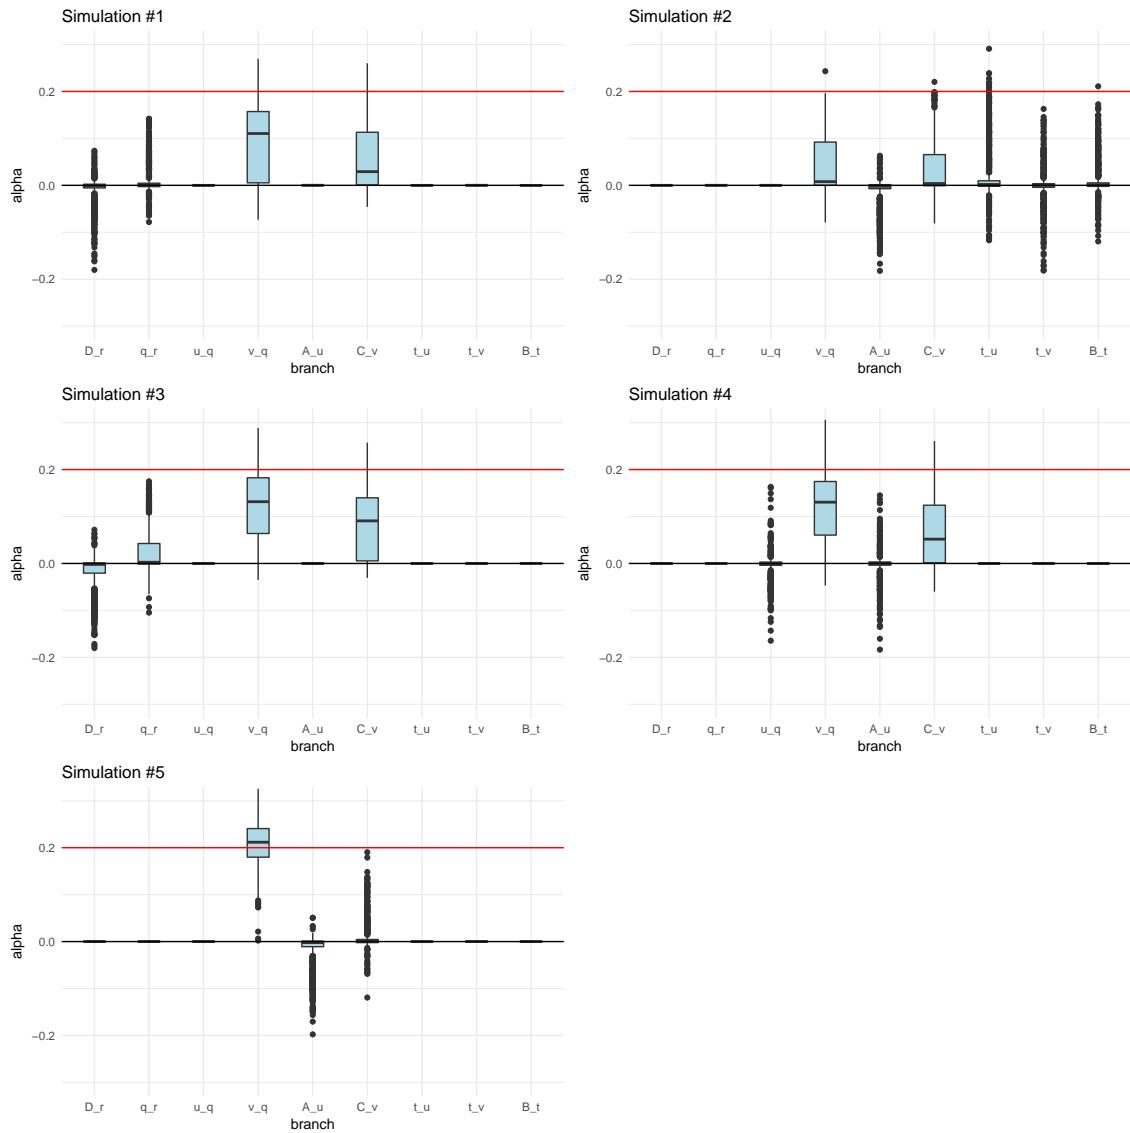 Simulation #1
alpha
0.2
0.0
−0.2
D_r q_r u_q v_q A_u C_v t_u t_v B_t
branch
Simulation #2
alpha
0.2
0.0
−0.2
D_r q_r u_q v_q A_u C_v t_u t_v B_t
branch
Simulation #3
alpha
0.2
0.0
−0.2
D_r q_r u_q v_q A_u C_v t_u t_v B_t
branch
Simulation #4
alpha
0.2
0.0
−0.2
D_r q_r u_q v_q A_u C_v t_u t_v B_t
branch
Simulation #5
alpha
0.2
0.0
−0.2
D_r q_r u_q v_q A_u C_v t_u t_v B_t
branch